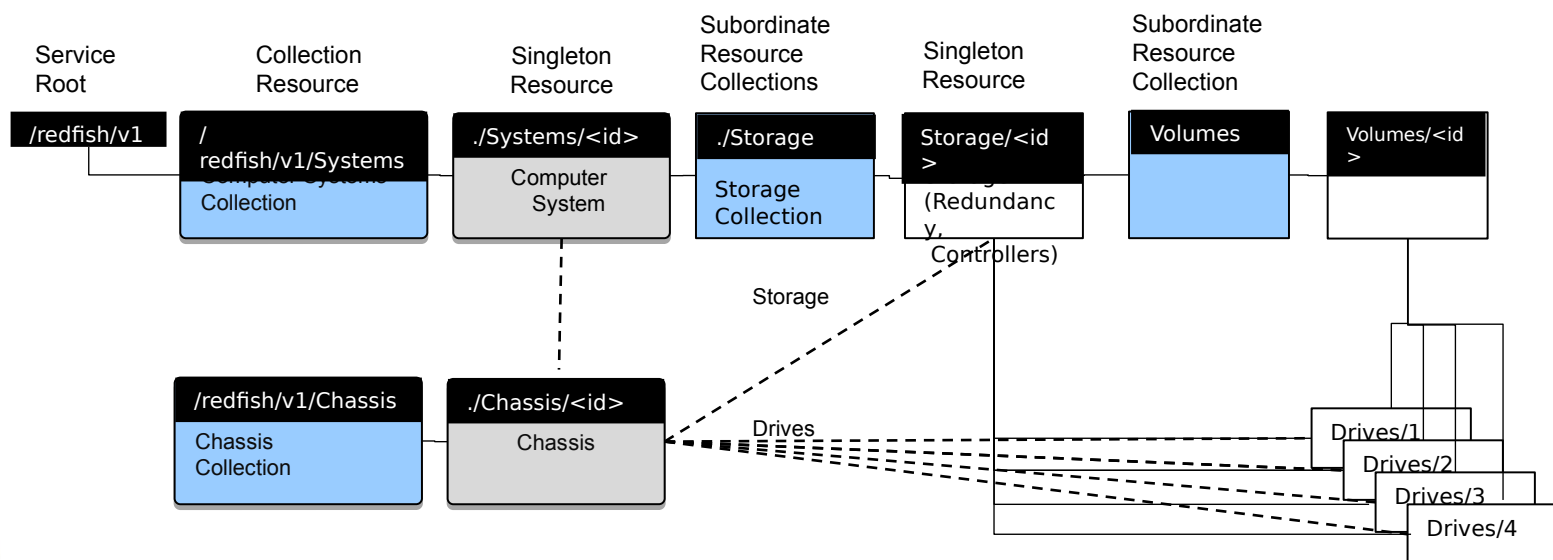 Service
Root
Collection
Resource
Singleton
Resource
Subordinate
Resource
Collections
Singleton
Resource
Subordinate
Resource
Collection
/redfish/v1
/
redfish/v1/Systems
Computer Systems
Collection
./Systems/<id>
Computer
System
./Storage
Storage
Collection
Storage/<id
>
(Redundanc
y,
Controllers)
Volumes
Volumes/<id
>
Storage
/redfish/v1/Chassis
Chassis
Collection
./Chassis/<id>
Chassis
Drives
Drives/1
Drives/2
Drives/3
Drives/4